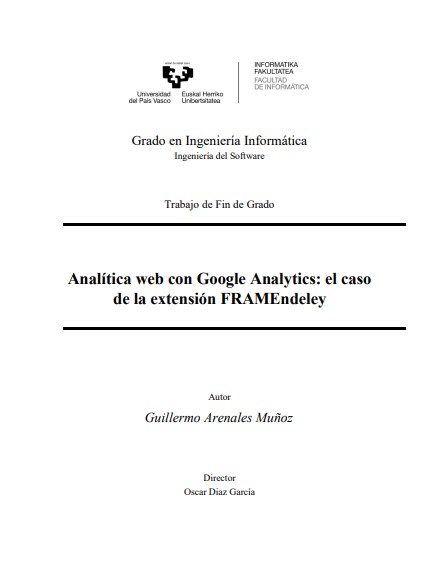 Universidad
del País Vasco
Euskal Herriko
Unibertsitatea
INFORMATIKA
FAKULTATEA
FACULTAD
DE INFORMÁTICA
Grado en Ingeniería Informática
Ingeniería del Software
Trabajo de Fin de Grado
Analítica web con Google Analytics: el caso
de la extensión FRAMEndeley
Autor
Guillermo Arenales Muñoz
Director
Oscar Diaz García